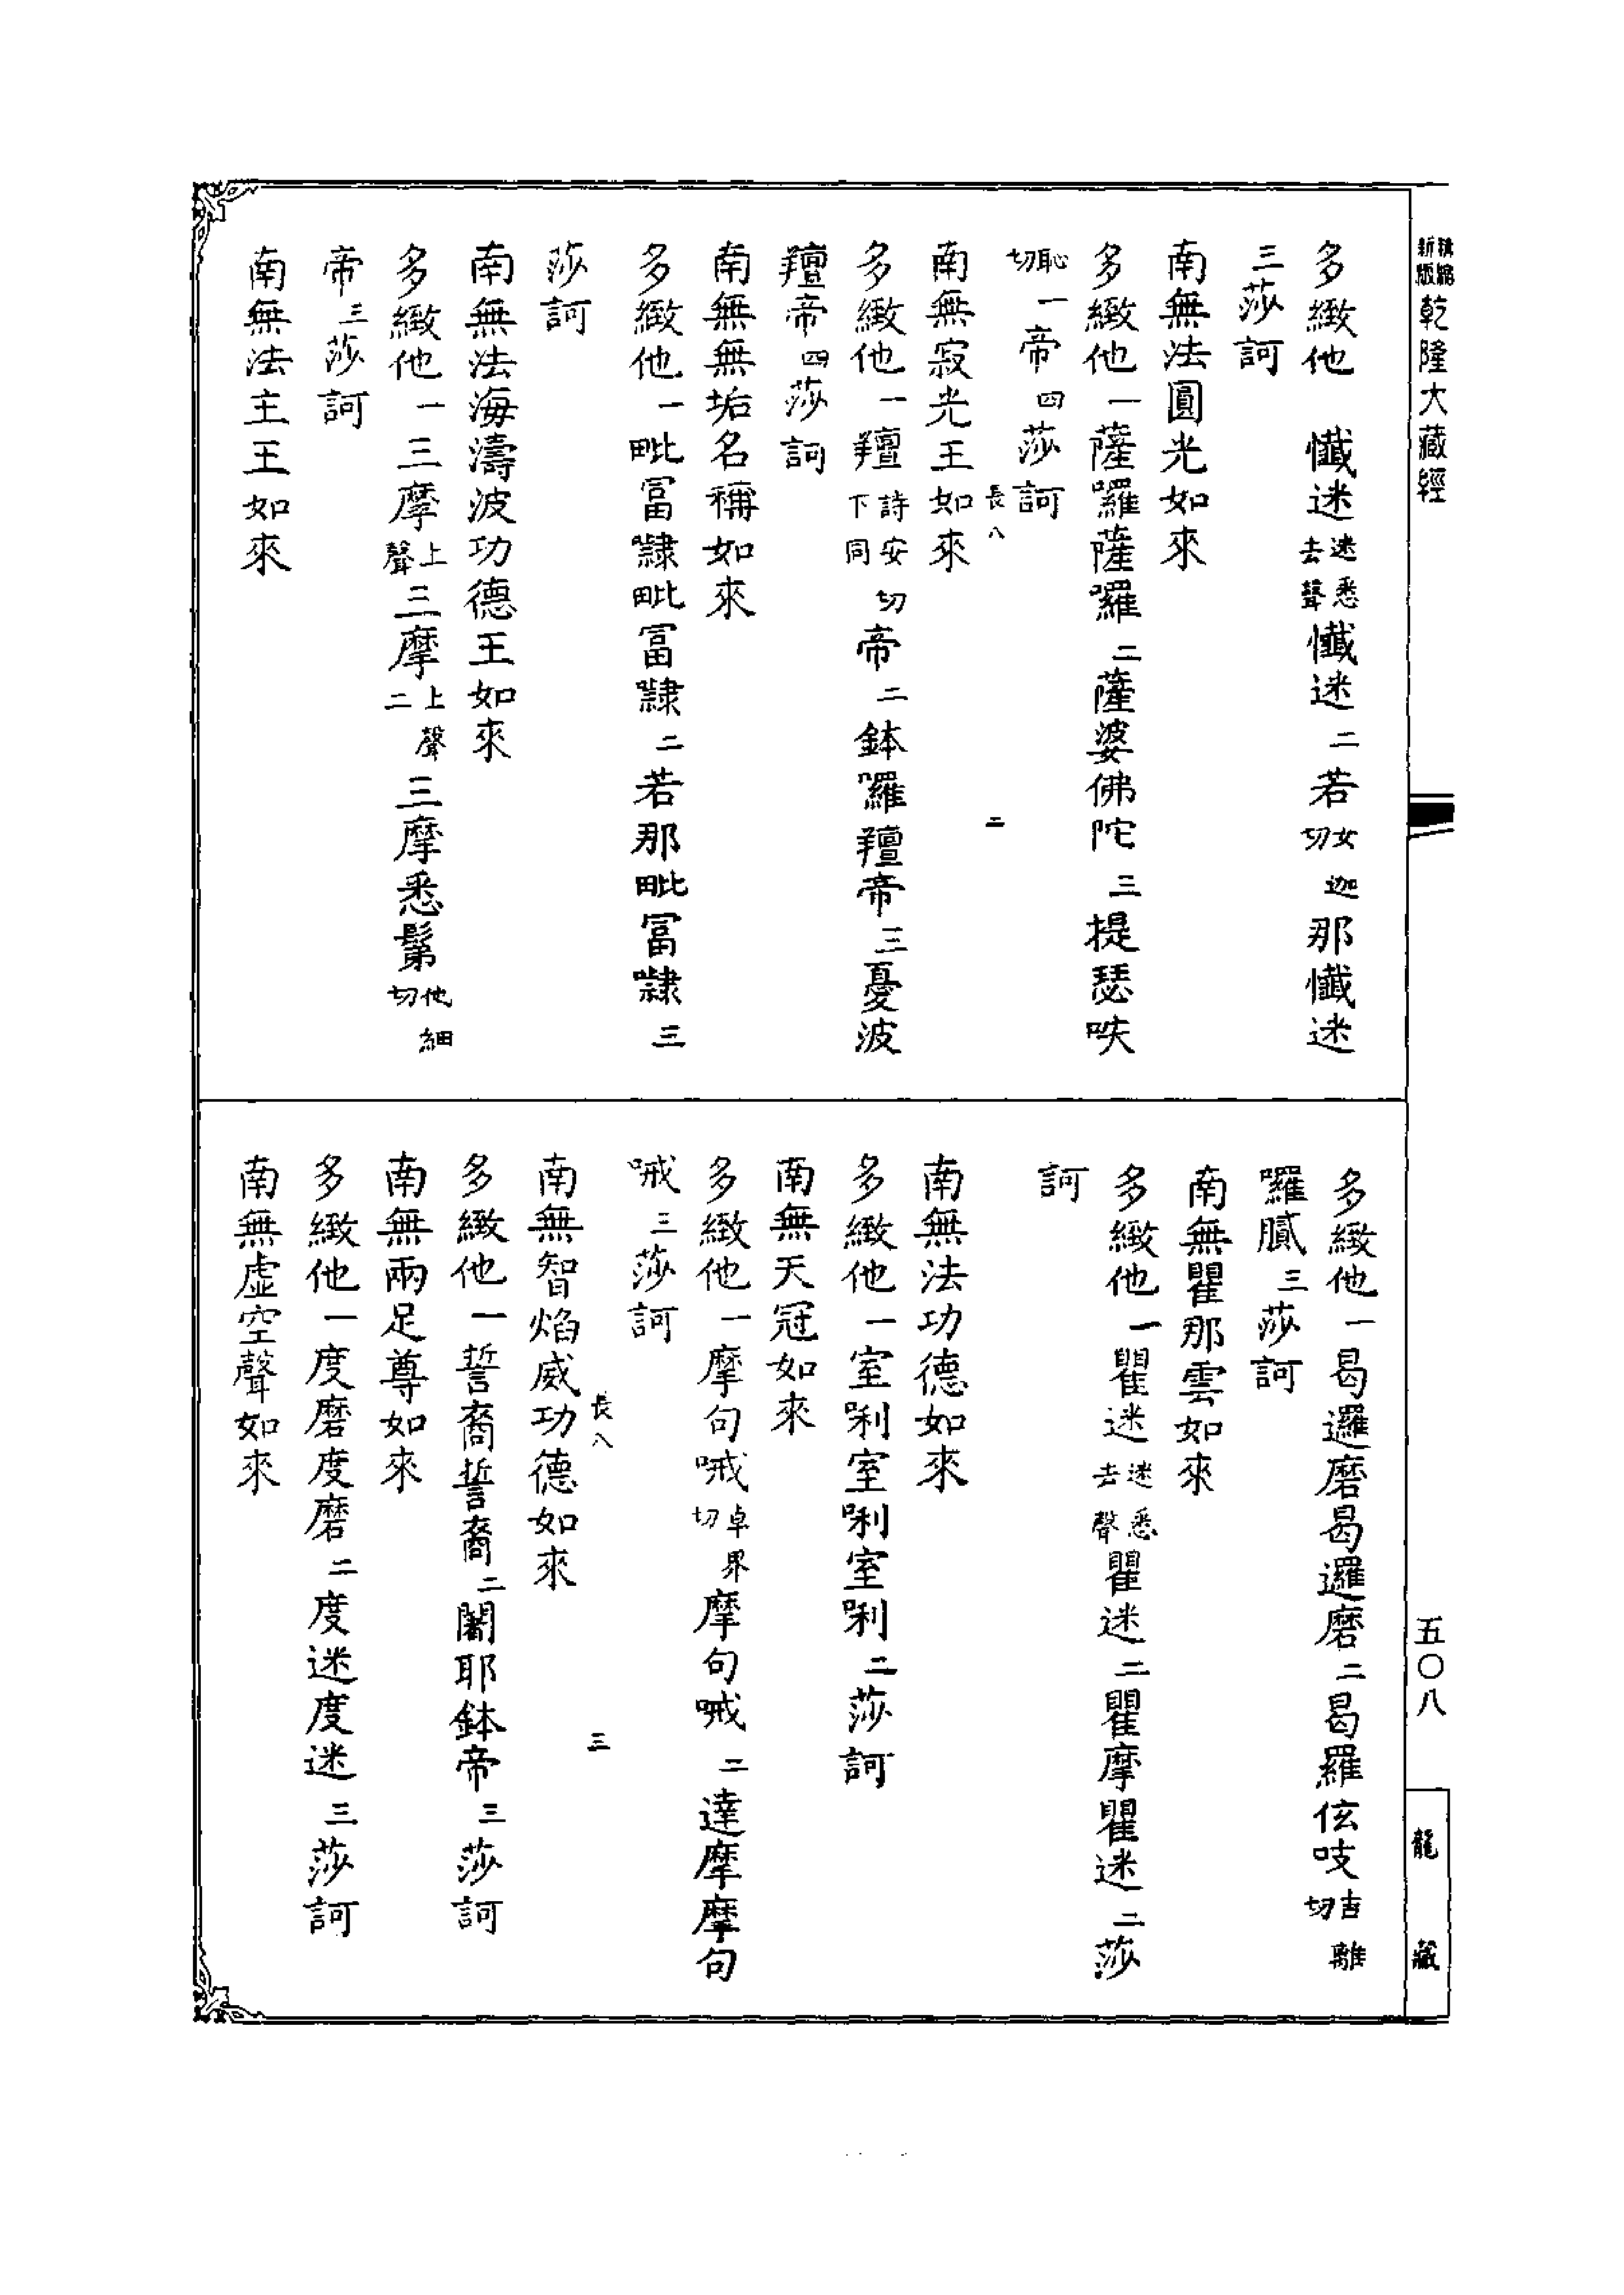 精縮新版乾隆大藏經
多緻他　懺迷迷悉去聲懺迷二若女迦切那懺迷
三莎訶
南無法圓光如來
多緻他一薩囉薩囉二薩婆佛陀三提瑟
恥一切帝四莎訶
長八
二
南無寂光王如來
多緻他一羶詩安切下同帝二鉢囉羶帝三憂波
羶帝四莎訶
南無無垢名稱如來
多緻他一毗富隸毗富隸二若那毗富隸三
莎訶
南無法海濤波功德王如來
多緻他一三摩上聲三摩上聲二三摩悉鬀他細切
帝三莎訶
南無法主王如來
多緻他一曷邏磨曷邏磨二曷羅伭吱吉離切
囉膩三莎訶
南無瞿那雲如來
多緻他一瞿迷迷悉去聲瞿迷二瞿摩瞿迷二莎
訶
南無法功德如來
多緻他一室唎室唎室唎二莎訶
南無天冠如來
多緻他一摩句㖑卓界切摩句㖑二達摩摩句
㖑三莎訶
長八
三
南無智焰威功德如來
多緻他一誓裔誓裔二闍耶鉢帝三莎訶
南無兩足尊如來
多緻他一度磨度磨二度迷度迷三莎訶
南無虛空聲如來
五〇八
龍藏